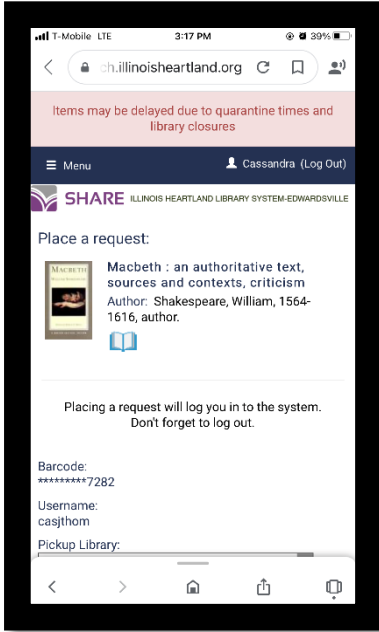 T-Mobile LTE 3:17 PM 39%
ch.illinoisheartland.org
Items may be delayed due to quarantine times and
library closures
Menu Cassandra (Log Out)
SHARE ILLINOIS HEARTLAND LIBRARY SYSTEM-EDWARDSVILLE
Place a request:
MACBETH
Macbeth : an authoritative text,
sources and contexts, criticism
Author: Shakespeare, William, 1564-
1616, author.
Placing a request will log you in to the system.
Don't forget to log out.
Barcode:
*********7282
Username:
casjthom
Pickup Library: